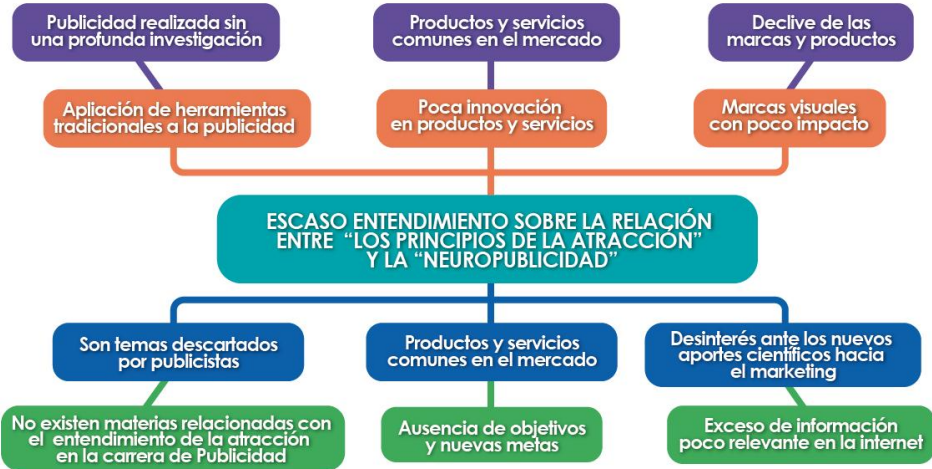 Publicidad realizada sin
una profunda investigación
Productos y servicios
comunes en el mercado
Declive de las
marcas y productos
Apliación de herramientas
tradicionales a la publicidad
Poca innovación
en productos y servicios
Marcas visuales
con poco impacto
ESCASO ENTENDIMIENTO SOBRE LA RELACIÓN
ENTRE “LOS PRINCIPIOS DE LA ATRACCIÓN”
Y LA “NEUROPUBLICIDAD”
Son temas descartados
por publicistas
Productos y servicios
comunes en el mercado
Desinterés ante los nuevos
aportes científicos hacia
el marketing
No existen materias relacionadas con
el entendimiento de la atracción
en la carrera de Publicidad
Ausencia de objetivos
y nuevas metas
Exceso de información
poco relevante en la internet